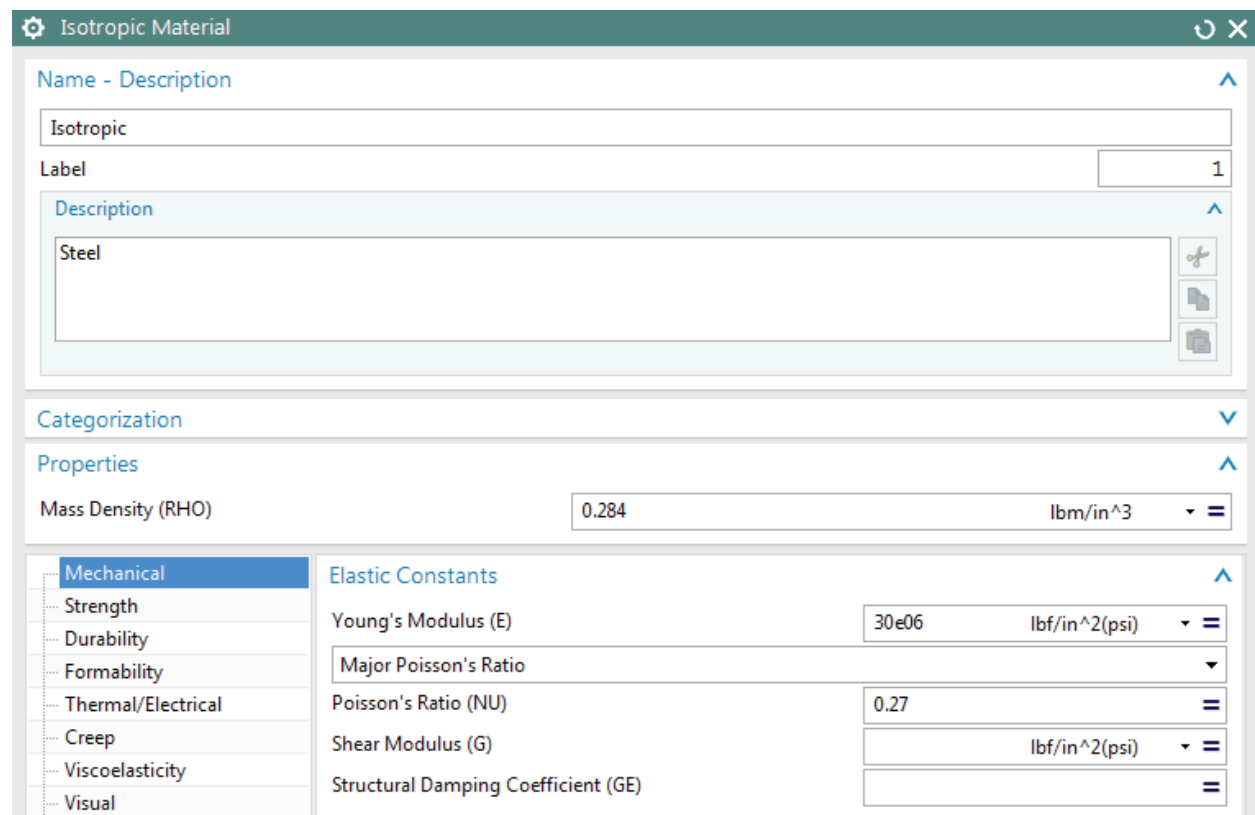 Isotropic Material
Name - Description
Isotropic
Label 1
Description
Steel
Categorization
Properties
Mass Density (RHO) 0.284 lbm/in^3 =
Mechanical
Strength
Durability
Formability
Thermal/Electrical
Creep
Viscoelasticity
Visual
Elastic Constants
Young's Modulus (E) 30e06 lbf/in^2(psi) =
Major Poisson's Ratio
Poisson's Ratio (NU) 0.27 =
Shear Modulus (G) lbf/in^2(psi) =
Structural Damping Coefficient (GE) =